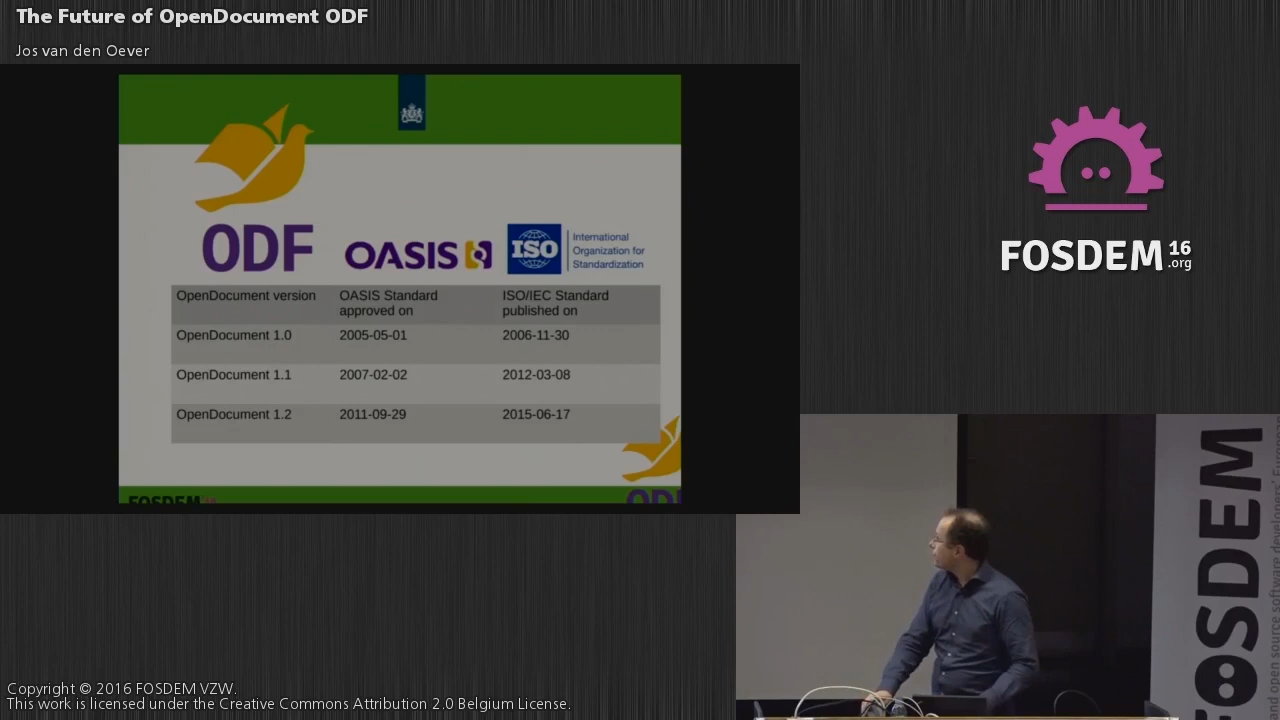 The Future of OpenDocument ODF
Jos van den Oever
ODF
OASIS
ISO
International
Organization for
Standardization
OpenDocument version OASIS Standard approved on ISO/IEC Standard published on
OpenDocument 1.0 2005-05-01 2006-11-30
OpenDocument 1.1 2007-02-02 2012-03-08
OpenDocument 1.2 2011-09-29 2015-06-17
FOSDEM 16
ODF
FOSDEM 16
.org
FOSDEM
Copyright © 2016 FOSDEM VZW.
This work is licensed under the Creative Commons Attribution 2.0 Belgium License.